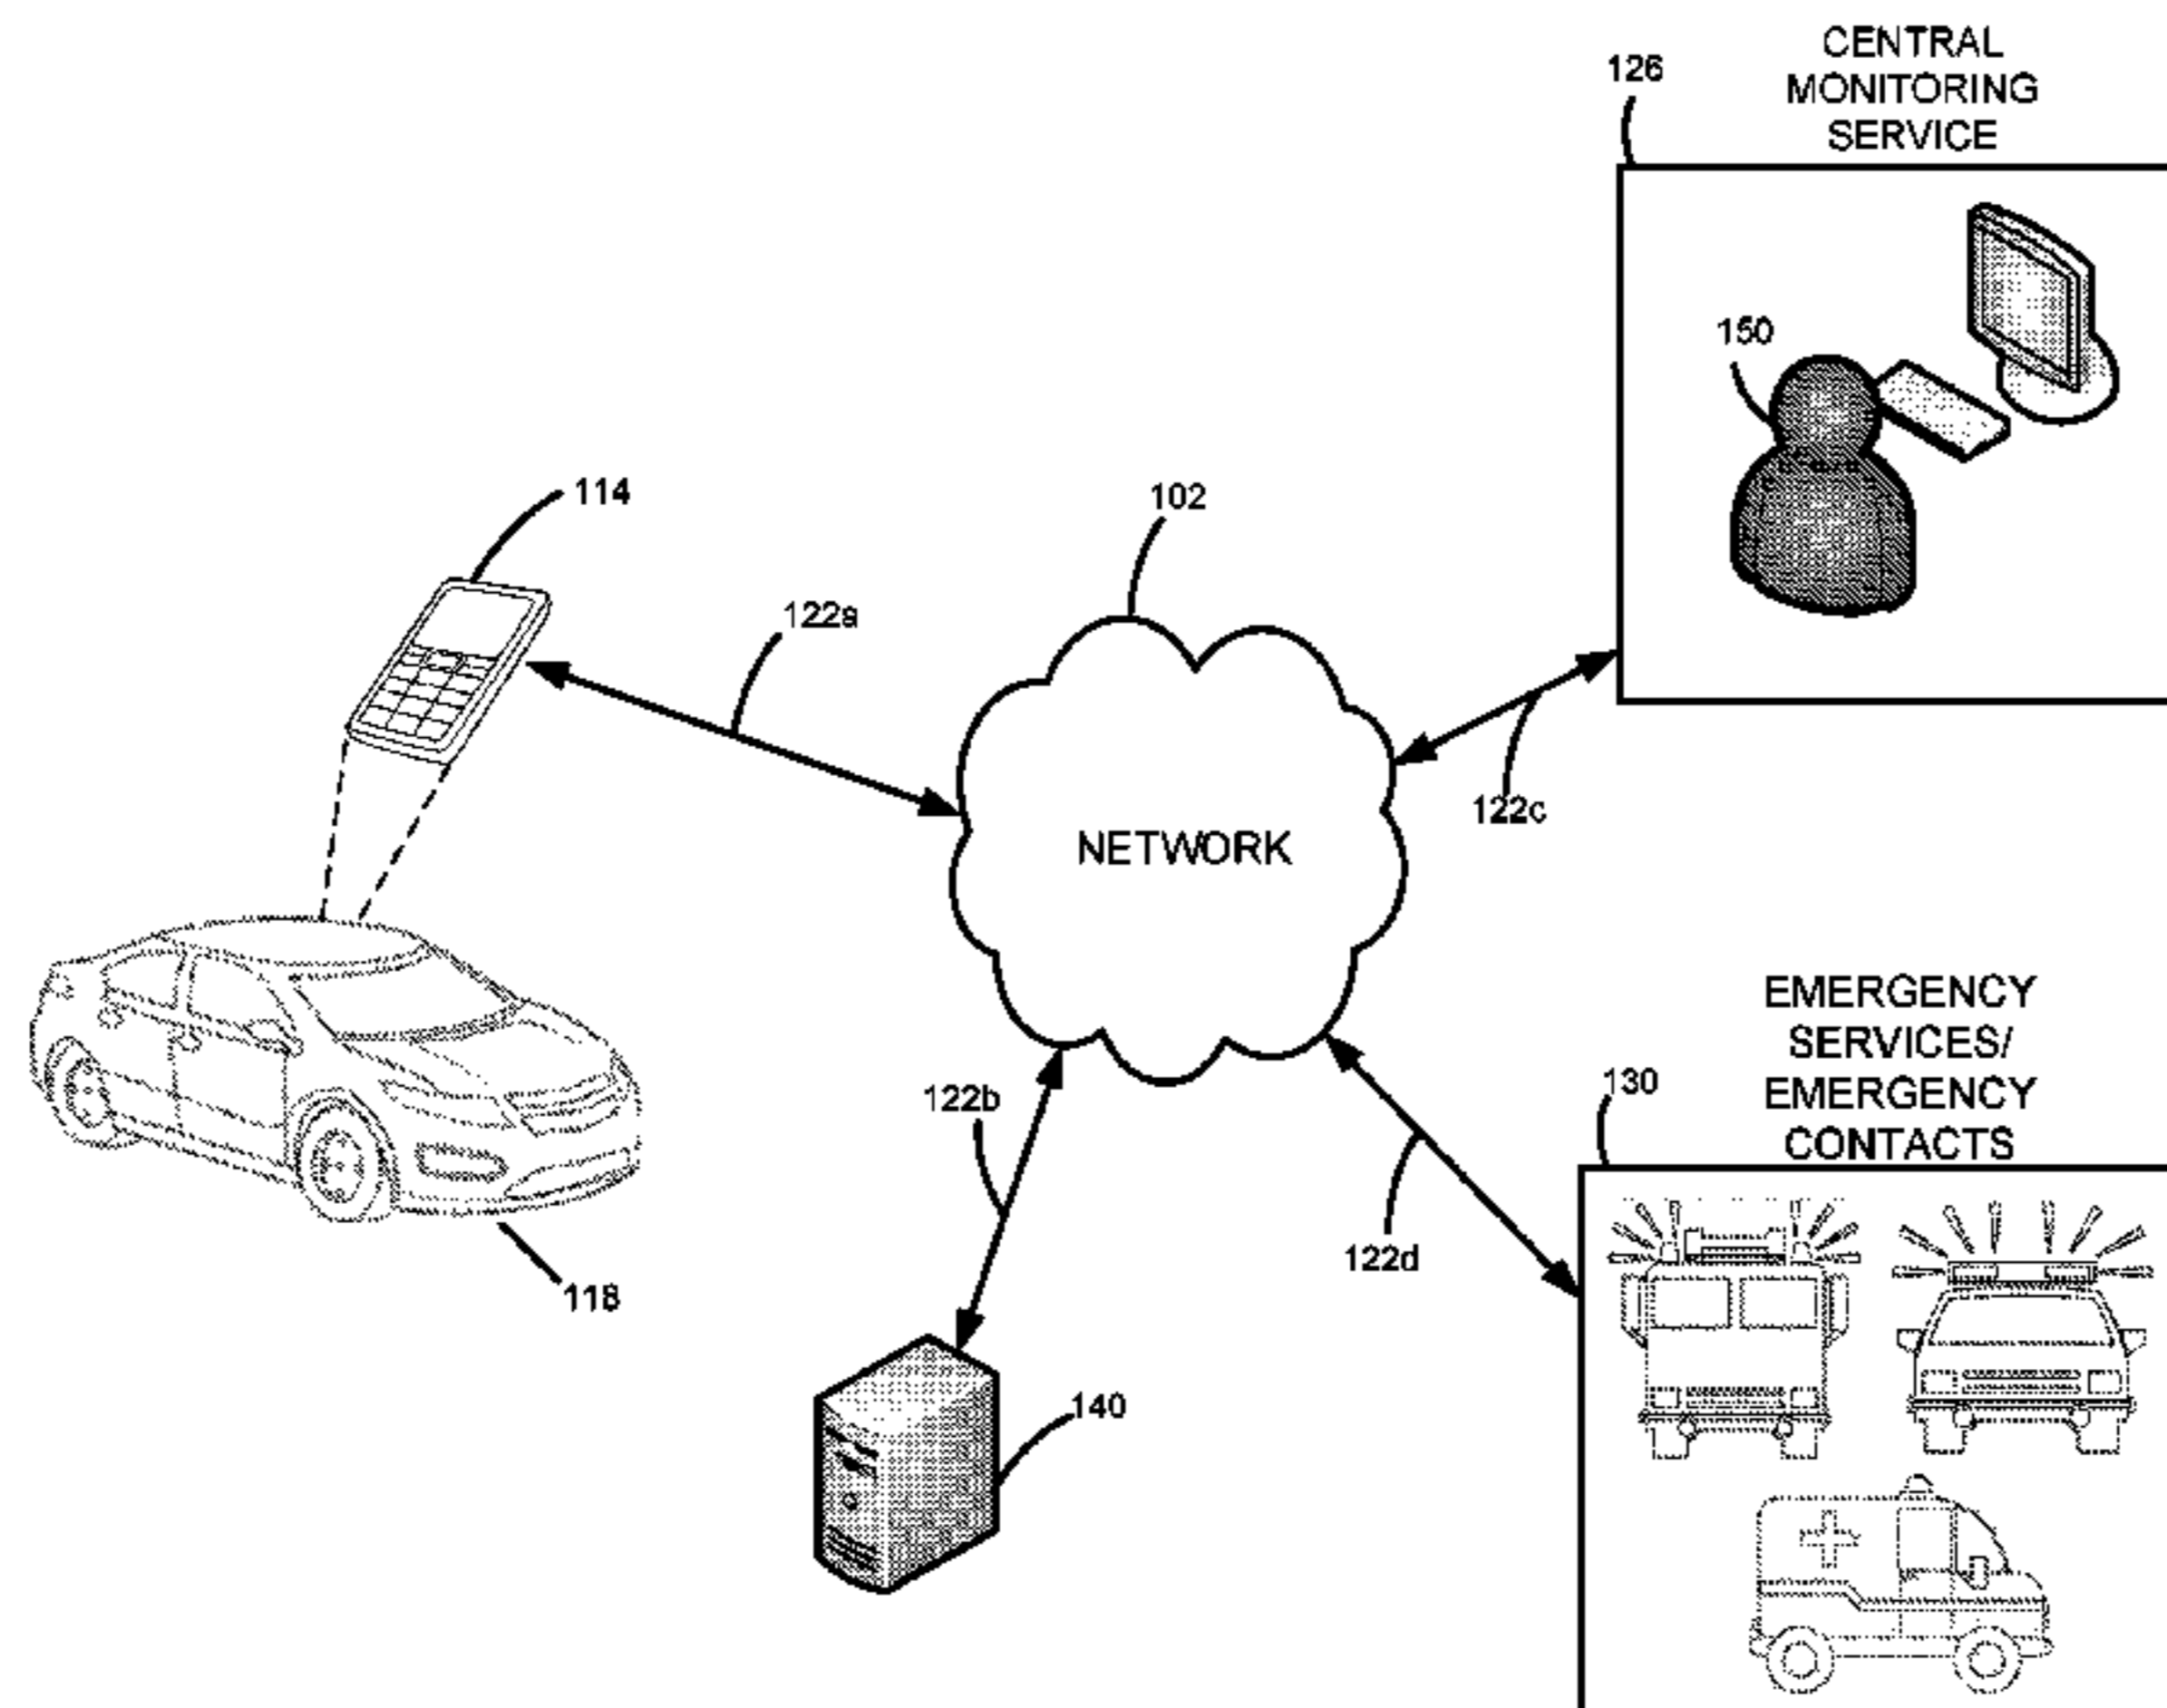 CENTRAL
MONITORING
SERVICE
126
150
114
102
122a
122c
NETWORK
EMERGENCY
SERVICES/
EMERGENCY
CONTACTS
130
122b
122d
118
140